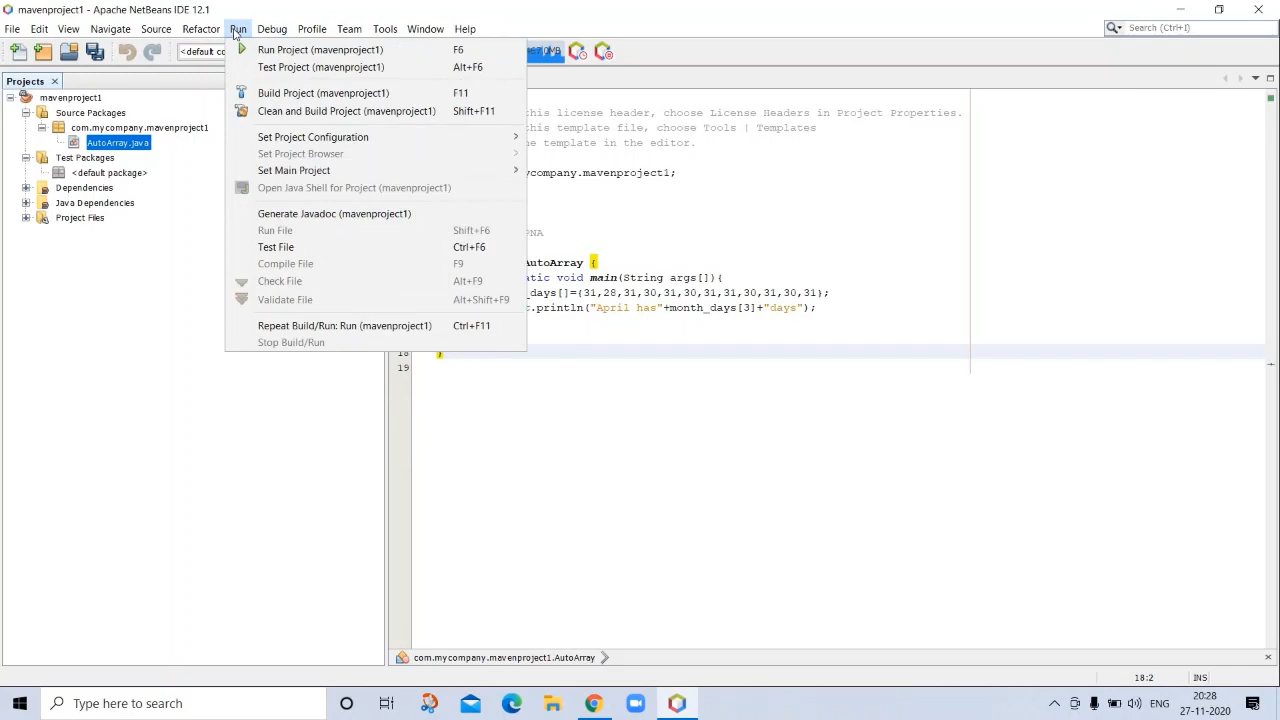 mavenproject1 - Apache NetBeans IDE 12.1
File Edit View Navigate Source Refactor Run Debug Profile Team Tools Window Help
Search (Ctrl+I)
<default co
Projects
mavenproject1
Source Packages
com.mycompany.mavenproject1
AutoArray.java
Test Packages
<default package>
Dependencies
Java Dependencies
Project Files
Run Project (mavenproject1) F6
Test Project (mavenproject1) Alt+F6
Build Project (mavenproject1) F11
Clean and Build Project (mavenproject1) Shift+F11
Set Project Configuration
Set Project Browser
Set Main Project
Open Java Shell for Project (mavenproject1)
Generate Javadoc (mavenproject1)
Run File Shift+F6
Test File Ctrl+F6
Compile File F9
Check File Alt+F9
Validate File Alt+Shift+F9
Repeat Build/Run: Run (mavenproject1) Ctrl+F11
Stop Build/Run
this license header, choose License Headers in Project Properties.
this template file, choose Tools | Templates
he template in the editor.
ycompany.mavenproject1;
PNA
AutoArray {
tic void main(String args[]){
_days[]={31,28,31,30,31,30,31,31,30,31,30,31};
t.println("April has"+month_days[3]+"days");
18 }
19
com.mycompany.mavenproject1.AutoArray
18:2 INS
Type here to search
ENG
20:28
27-11-2020